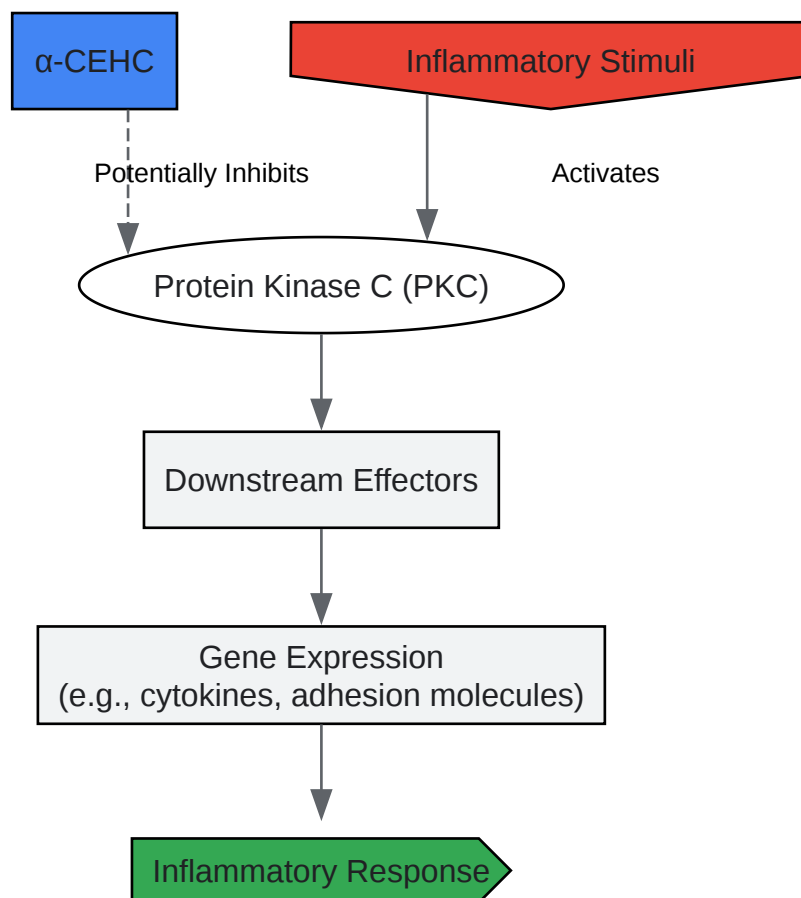 α-CEHC
Inflammatory Stimuli
Potentially Inhibits
Activates
Protein Kinase C (PKC)
Downstream Effectors
Gene Expression
(e.g., cytokines, adhesion molecules)
Inflammatory Response